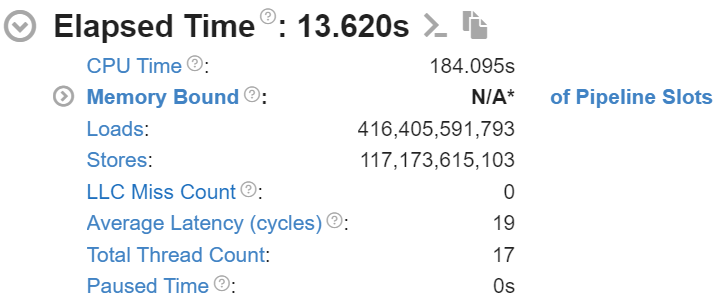 Elapsed Time ?: 13.620s
CPU Time ?: 184.095s
Memory Bound ?: N/A* of Pipeline Slots
Loads: 416,405,591,793
Stores: 117,173,615,103
LLC Miss Count ?: 0
Average Latency (cycles) ?: 19
Total Thread Count: 17
Paused Time ?: 0s